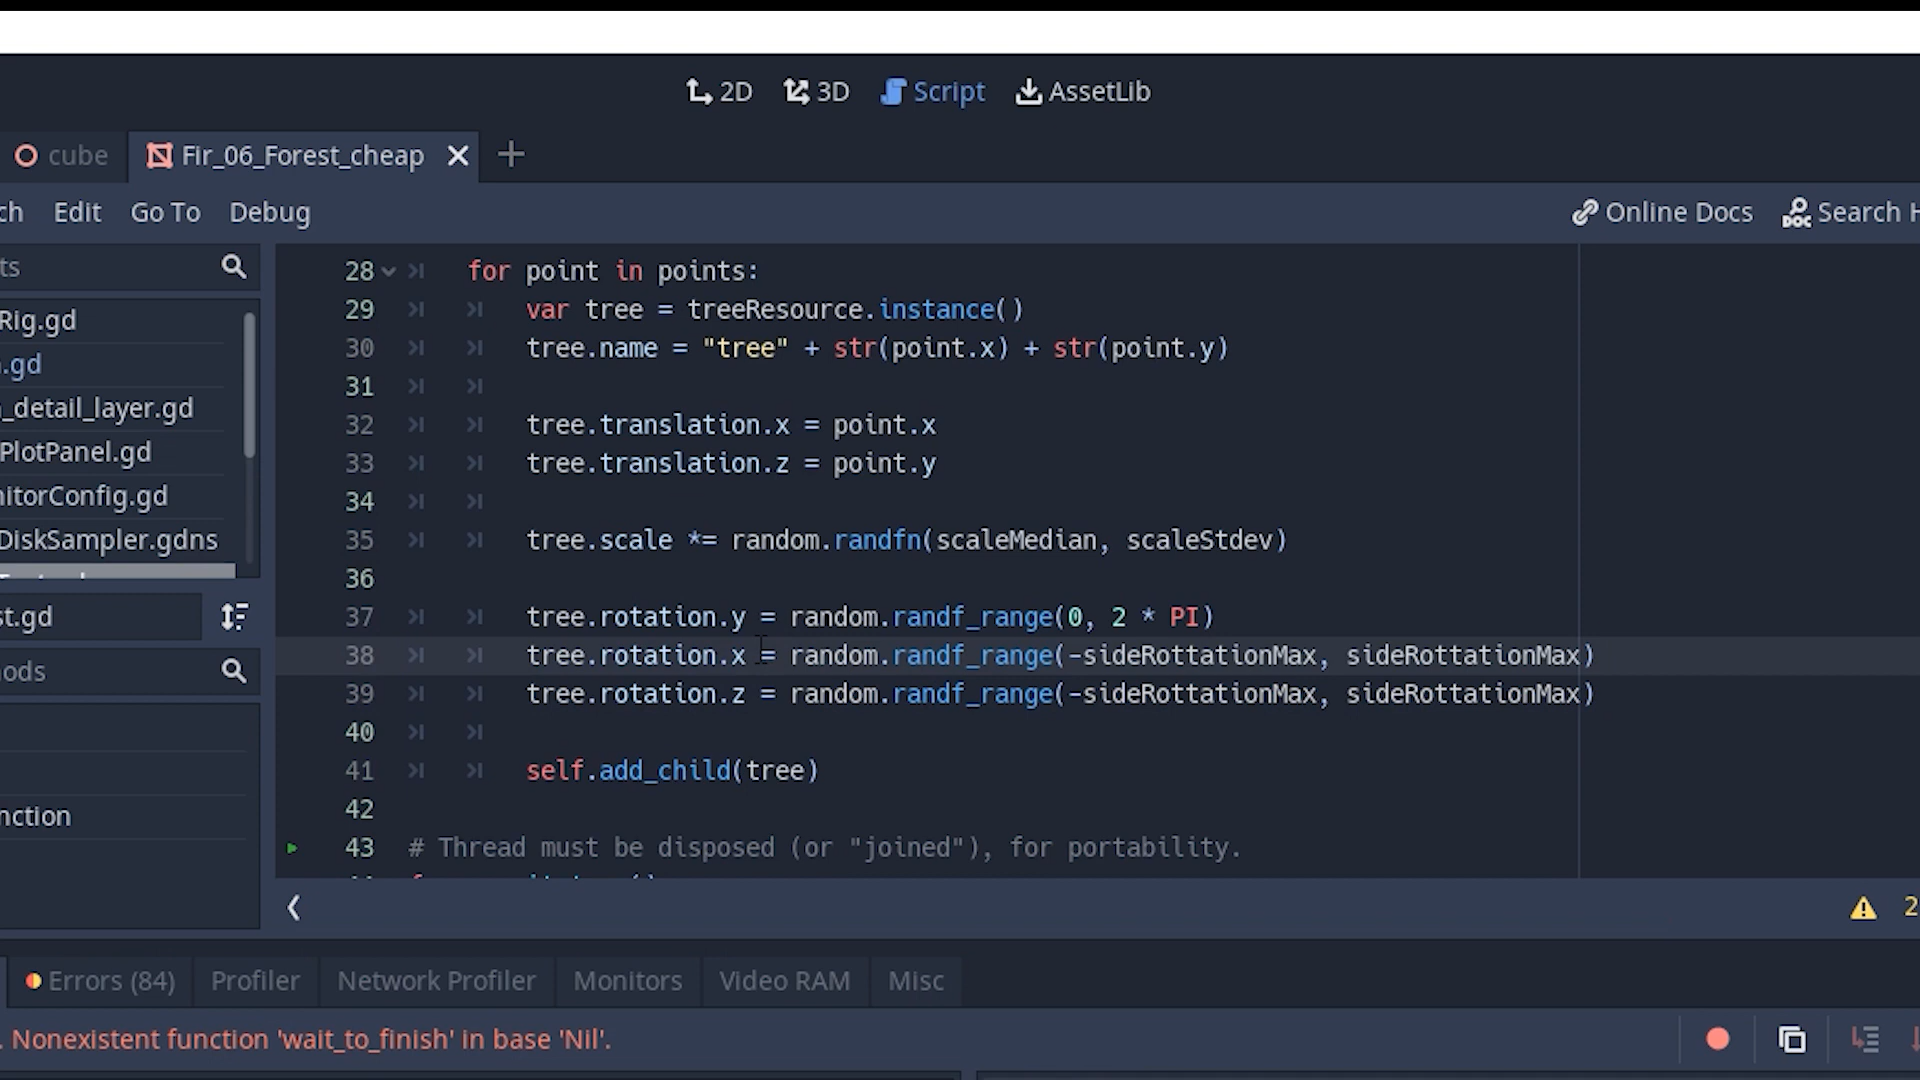 2D 3D Script AssetLib
cube Fir_06_Forest_cheap
ch Edit Go To Debug Online Docs Search H
ts
Rig.gd
.gd
_detail_layer.gd
PlotPanel.gd
nitorConfig.gd
DiskSampler.gdns
st.gd
ods
nction
28 for point in points:
29 var tree = treeResource.instance()
30 tree.name = "tree" + str(point.x) + str(point.y)
31
32 tree.translation.x = point.x
33 tree.translation.z = point.y
34
35 tree.scale *= random.randfn(scaleMedian, scaleStdev)
36
37 tree.rotation.y = random.randf_range(0, 2 * PI)
38 tree.rotation.x = random.randf_range(-sideRottationMax, sideRottationMax)
39 tree.rotation.z = random.randf_range(-sideRottationMax, sideRottationMax)
40
41 self.add_child(tree)
42
43 # Thread must be disposed (or "joined"), for portability.
2
Errors (84) Profiler Network Profiler Monitors Video RAM Misc
. Nonexistent function 'wait_to_finish' in base 'Nil'.